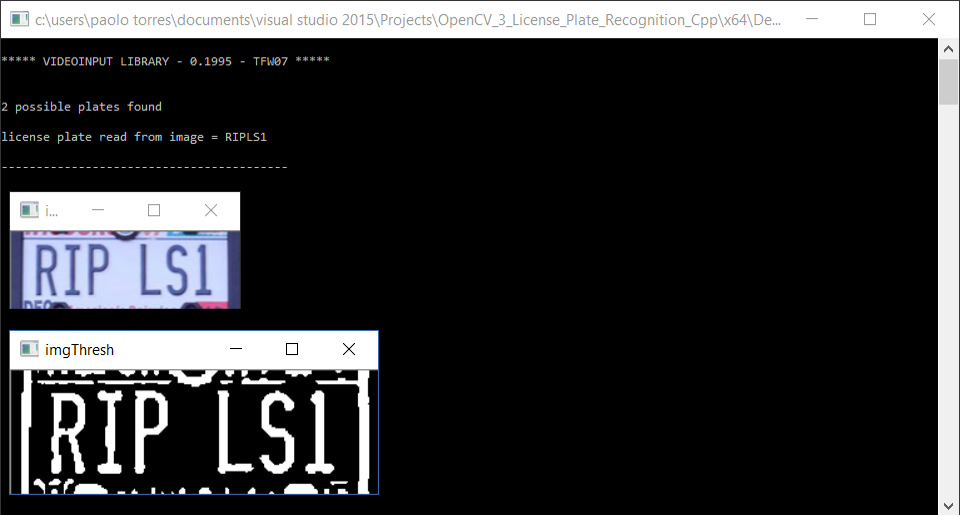 c:\users\paolo torres\documents\visual studio 2015\Projects\OpenCV_3_License_Plate_Recognition_Cpp\x64\De...
***** VIDEOINPUT LIBRARY - 0.1995 - TFW07 *****
2 possible plates found
license plate read from image = RIPLS1
----------------------------------------
i...
RIP LS1
imgThresh
RIP LS1